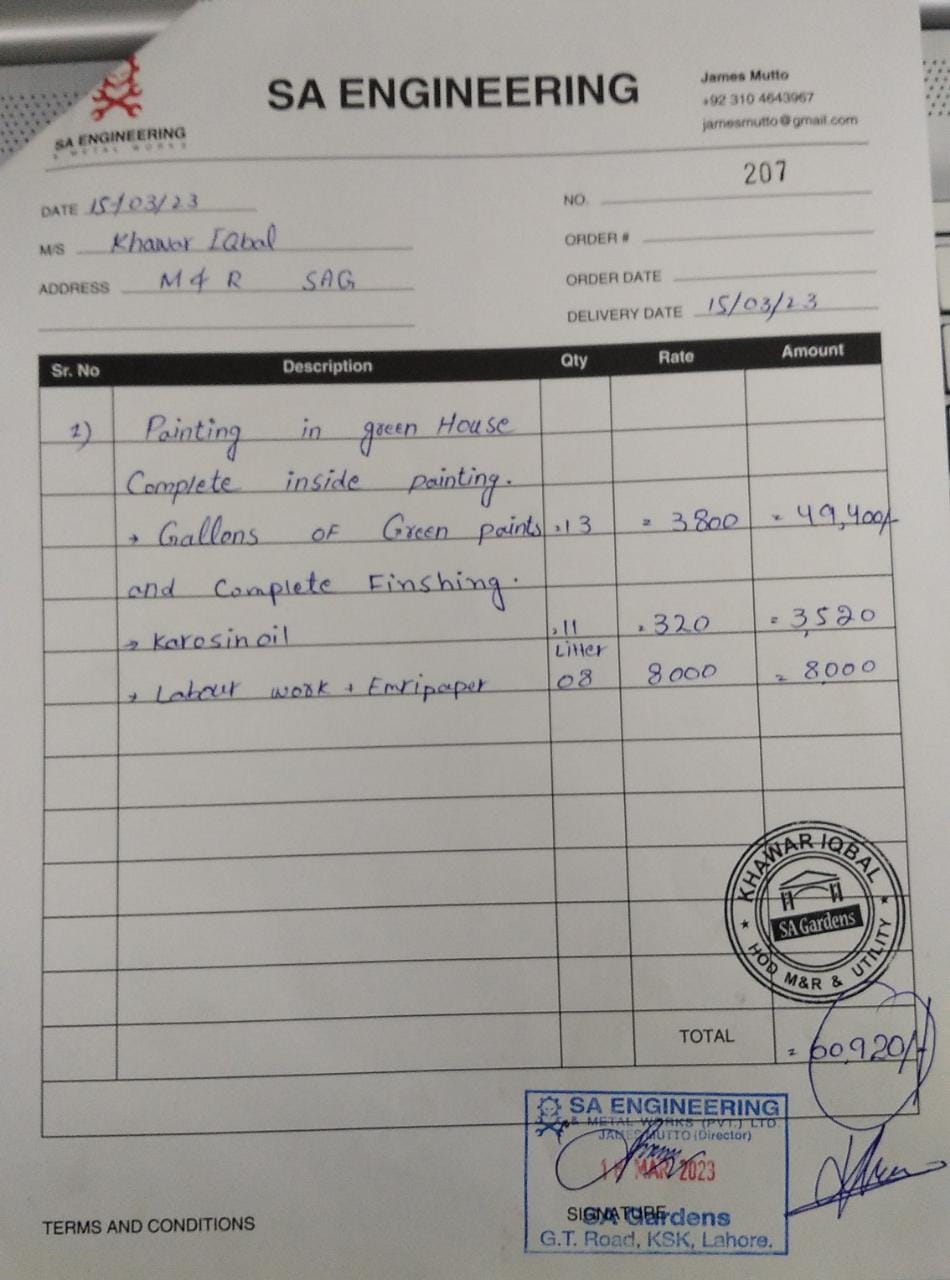 SA ENGINEERING
& METAL WORKS
SA ENGINEERING
James Mutto
+92 310 4643967
jamesmutto@gmail.com
DATE 15/03/23
NO. 207
M/S Khawar IQbal
ORDER #
ADDRESS M & R SAG
ORDER DATE
DELIVERY DATE 15/03/23
Sr. No Description Qty Rate Amount
1) Painting in green House
Complete inside painting.
→ Gallons OF Green paints .13 = 3800 = 49,400/-
and Complete Finshing.
→ Karosin oil .11 Litter .320 = 3,520
→ Labour work + Emripaper 08 8000 = 8000
KHAWAR IQBAL
SA Gardens
HOD M&R & UTILITY
TOTAL = 60,920/-
SA ENGINEERING
& METAL WORKS (PVT.) LTD.
JAMES MUTTO (Director)
MAR 2023
SIGNATURE
SA Gardens
G.T. Road, KSK, Lahore.
TERMS AND CONDITIONS